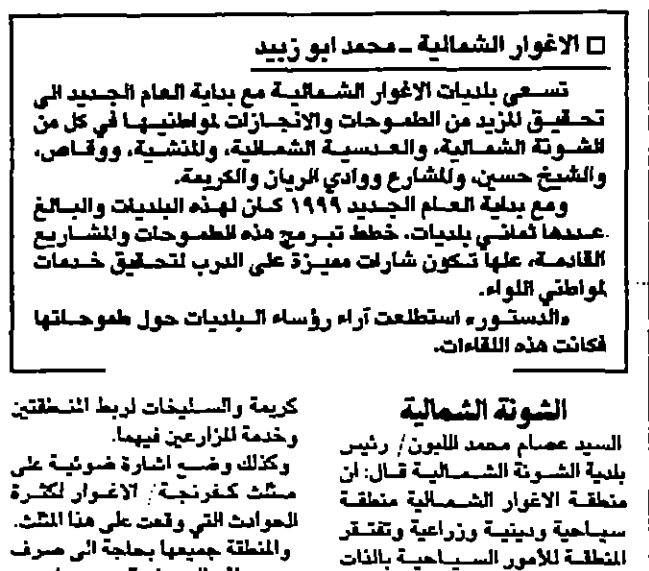 □ الاغوار الشمالية ـ محمد ابو زبيد
تسعى بلديات الاغوار الشمالية مع بداية العام الجديد الى
تحقيق المزيد من الطموحات والانجازات لمواطنيها في كل من
الشونة الشمالية، والعدسية الشمالية، والمنشية، ووقاص،
والشيخ حسين، والمشارع ووادي الريان والكريمة.
ومع بداية العام الجديد ١٩٩٩ كان لهذه البلديات والبالغ
عددها ثماني بلديات، خطط تبرمج هذه الطموحات والمشاريع
القادمة، علها تكون شارات مميزة على الدرب لتحقيق خدمات
لمواطني اللواء.
«الدستور» استطلعت آراء رؤساء البلديات حول طموحاتها
فكانت هذه اللقاءات.
الشونة الشمالية
السيد عصام محمد / رئيس
بلدية الشونة الشمالية قال: ان
منطقة الاغوار الشمالية منطقة
سياحية ودينية وزراعية وتفتقر
المنطقة للأمور السياحية بالذات
كريمة والسليخات لربط المنطقتين
وخدمة المزارعين فيهما.
وكذلك وضع اشارة ضوئية على
مثلث كفرنجة/ الاغوار لكثرة
الحوادث التي وقعت على هذا المثلث.
والمنطقة جميعها بحاجة الى صرف